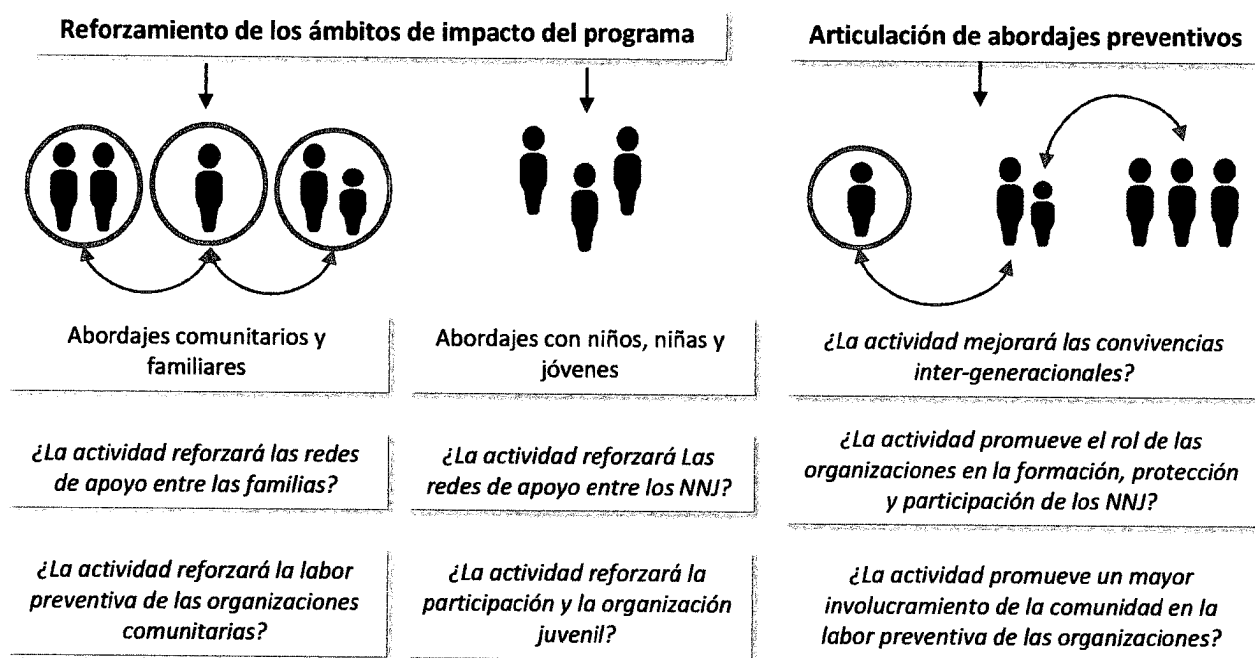 Reforzamiento de los ámbitos de impacto del programa
Articulación de abordajes preventivos
Abordajes comunitarios y
familiares
¿La actividad reforzará las redes
de apoyo entre las familias?
¿La actividad reforzará la labor
preventiva de las organizaciones
comunitarias?
Abordajes con niños, niñas y
jóvenes
¿La actividad reforzará Las
redes de apoyo entre los NNJ?
¿La actividad reforzará la
participación y la organización
juvenil?
¿La actividad mejorará las convivencias
inter-generacionales?
¿La actividad promueve el rol de las
organizaciones en la formación, protección
y participación de los NNJ?
¿La actividad promueve un mayor
involucramiento de la comunidad en la
labor preventiva de las organizaciones?